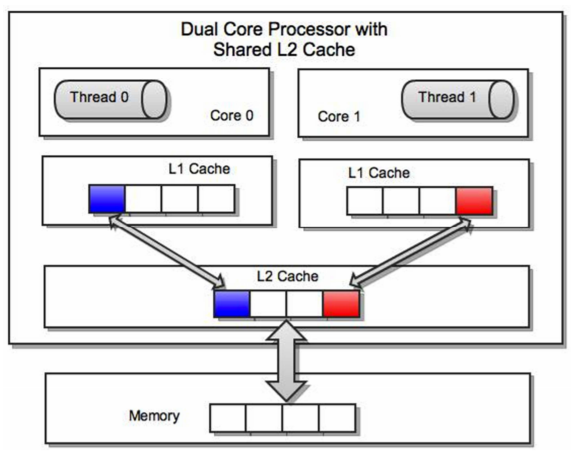 Dual Core Processor with
Shared L2 Cache
Thread 0
Core 0
Thread 1
Core 1
L1 Cache
L1 Cache
L2 Cache
Memory